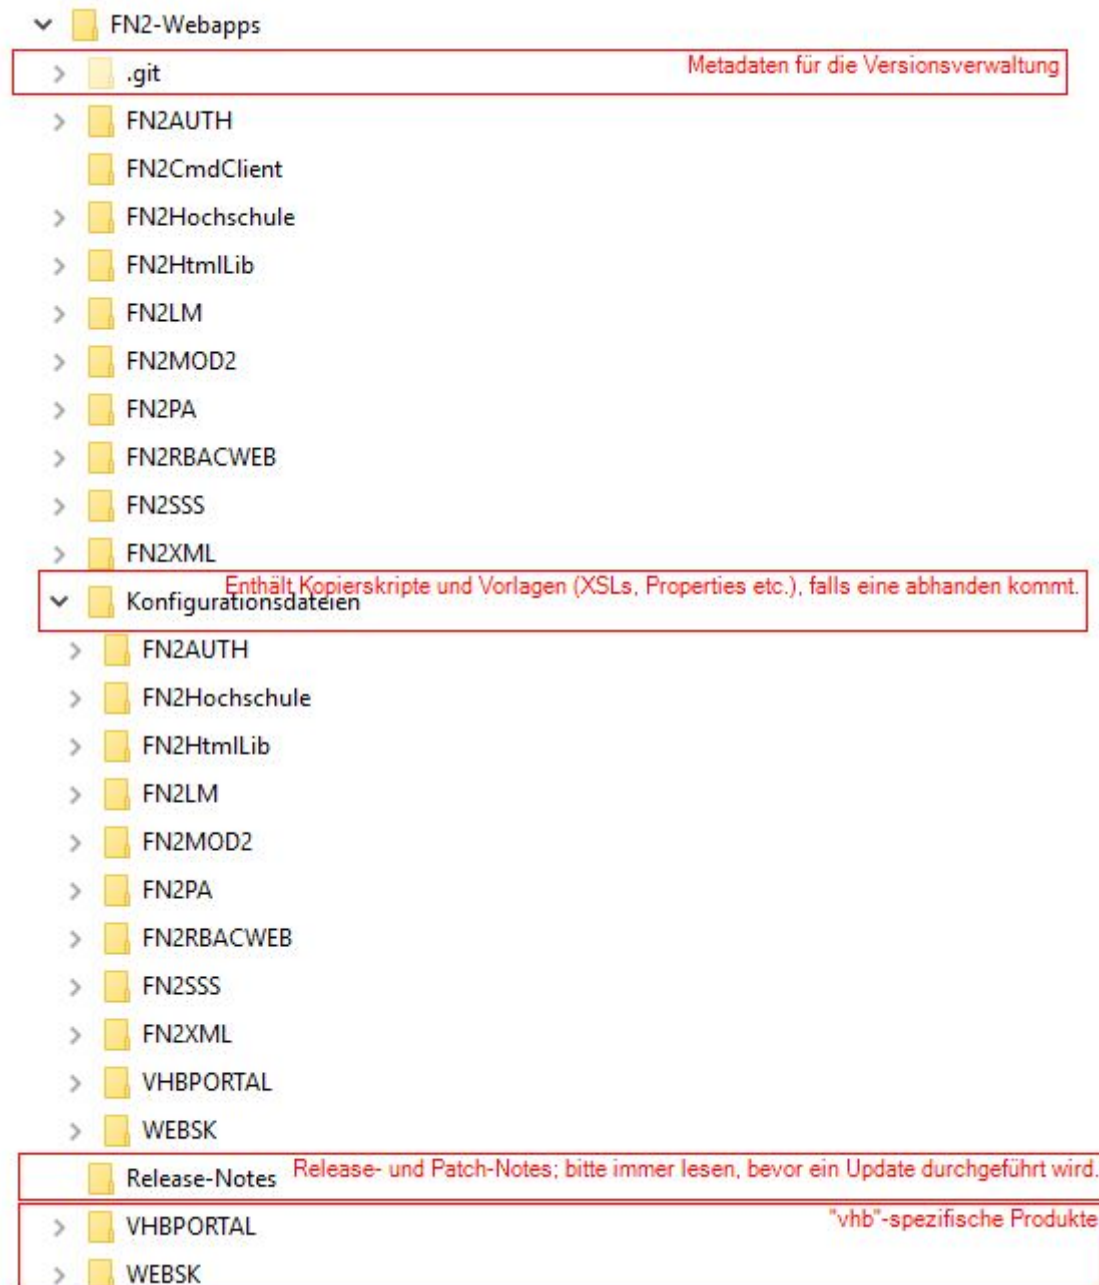 FN2-Webapps
.git Metadaten für die Versionsverwaltung
FN2AUTH
FN2CmdClient
FN2Hochschule
FN2HtmlLib
FN2LM
FN2MOD2
FN2PA
FN2RBACWEB
FN2SSS
FN2XML
Enthält Kopierskripte und Vorlagen (XSLs, Properties etc.), falls eine abhanden kommt.
Konfigurationsdateien
FN2AUTH
FN2Hochschule
FN2HtmlLib
FN2LM
FN2MOD2
FN2PA
FN2RBACWEB
FN2SSS
FN2XML
VHBPORTAL
WEBSK
Release-Notes Release- und Patch-Notes; bitte immer lesen, bevor ein Update durchgeführt wird.
VHBPORTAL "vhb"-spezifische Produkte
WEBSK